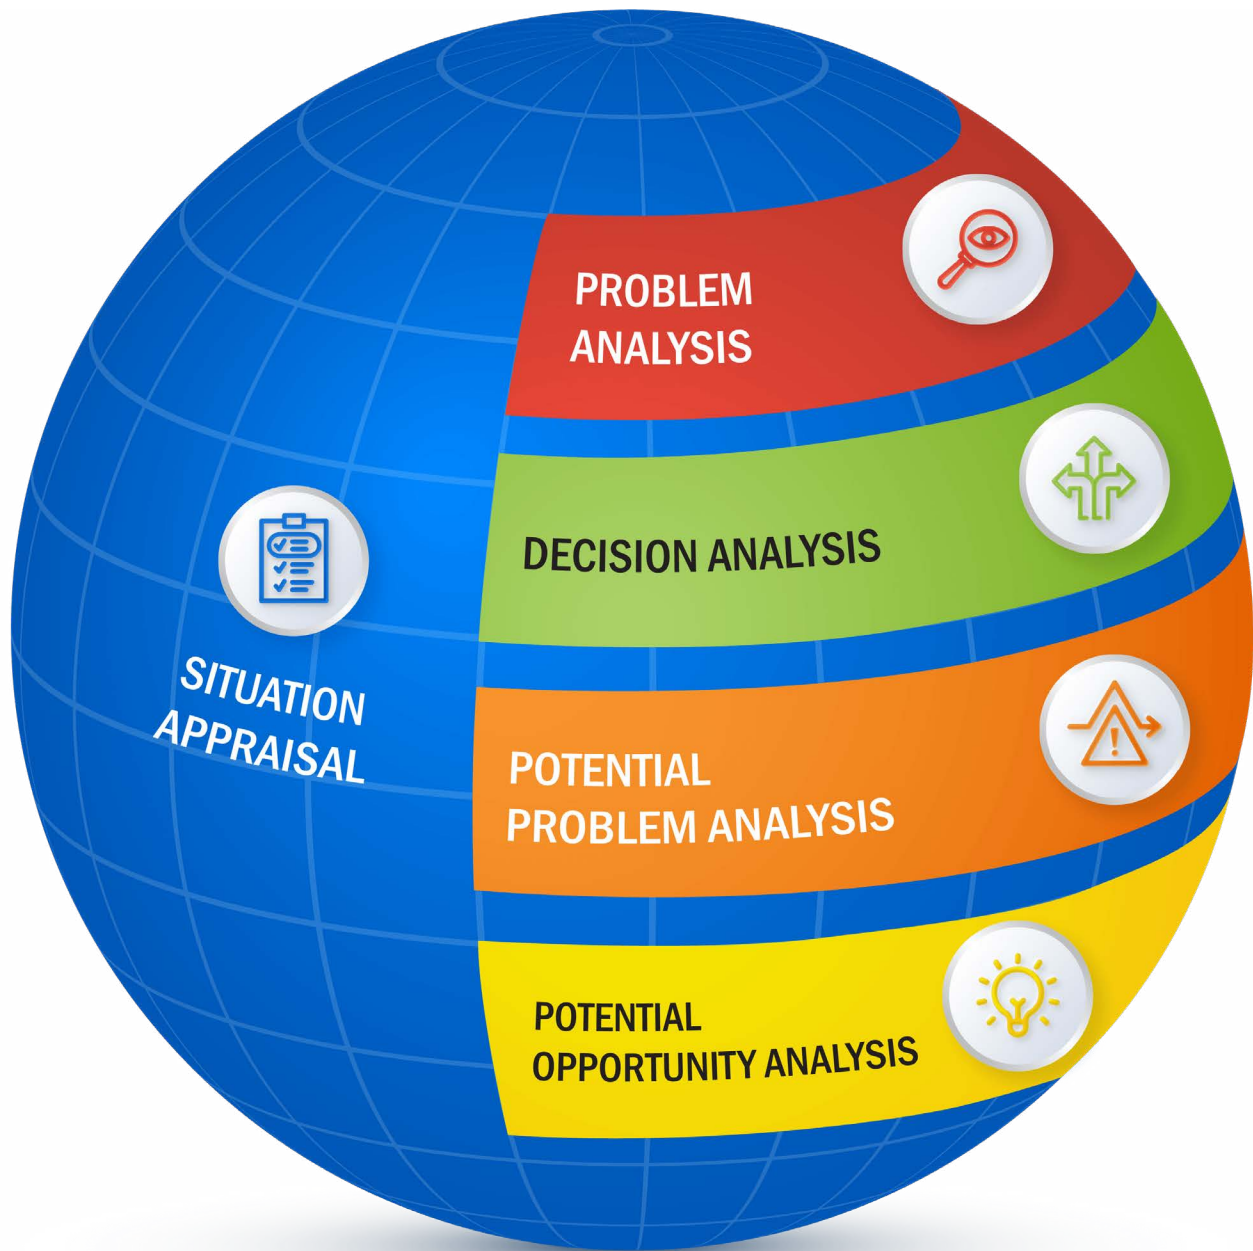 SITUATION
APPRAISAL
PROBLEM
ANALYSIS
DECISION ANALYSIS
POTENTIAL
PROBLEM ANALYSIS
POTENTIAL
OPPORTUNITY ANALYSIS